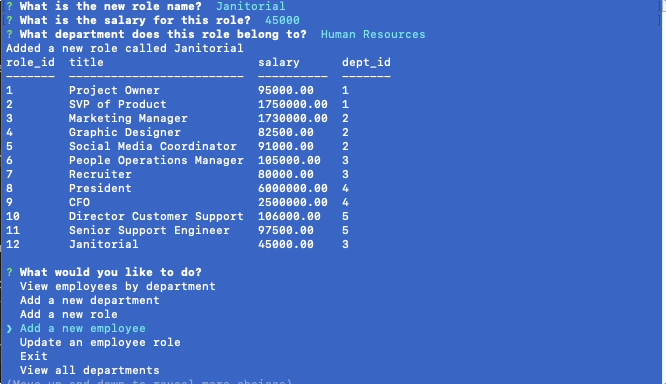 ? What is the new role name? Janitorial
? What is the salary for this role? 45000
? What department does this role belong to? Human Resources
Added a new role called Janitorial
role_id title salary dept_id
------- ------------------------- ---------- -------
1 Project Owner 95000.00 1
2 SVP of Product 1750000.00 1
3 Marketing Manager 1730000.00 2
4 Graphic Designer 82500.00 2
5 Social Media Coordinator 91000.00 2
6 People Operations Manager 105000.00 3
7 Recruiter 80000.00 3
8 President 6000000.00 4
9 CFO 2500000.00 4
10 Director Customer Support 106000.00 5
11 Senior Support Engineer 97500.00 5
12 Janitorial 45000.00 3
? What would you like to do?
View employees by department
Add a new department
Add a new role
❯ Add a new employee
Update an employee role
Exit
View all departments
(Move up and down to reveal more choices)